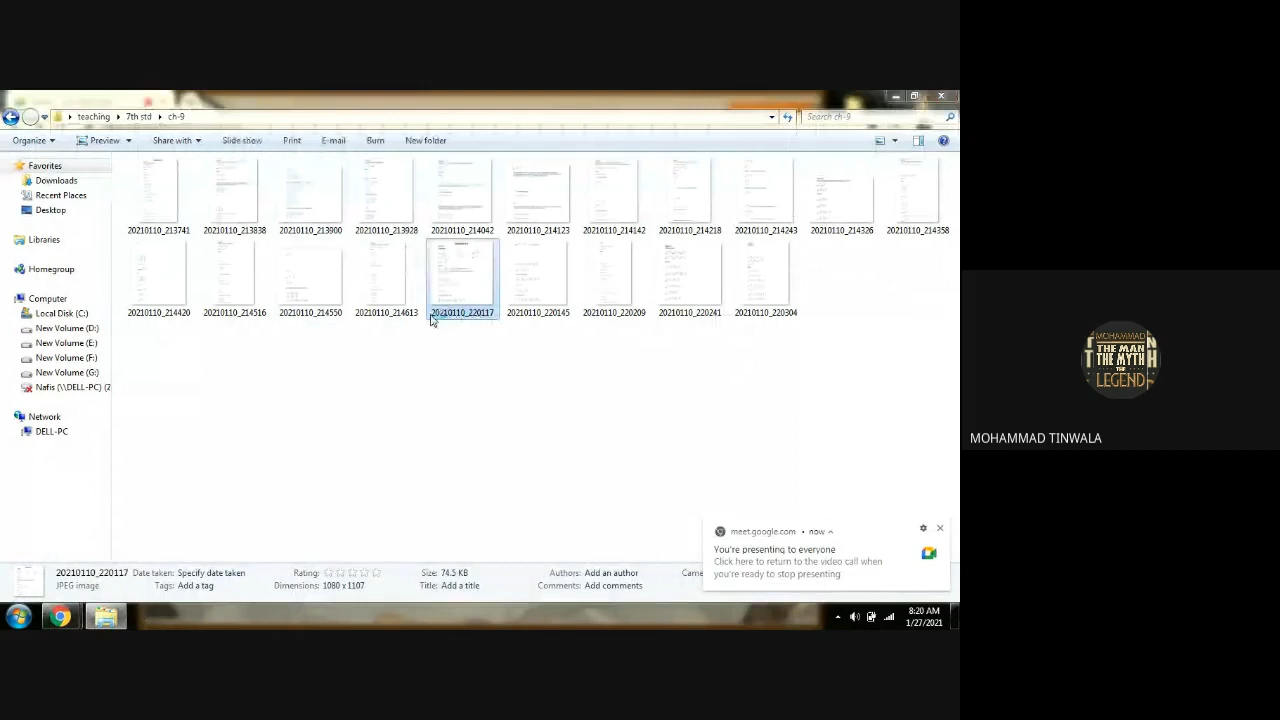 teaching 7th std ch-9
Search ch-9
Organize Preview Share with Slide show Print E-mail Burn New folder
Favorites
Downloads
Recent Places
Desktop
Libraries
Homegroup
Computer
Local Disk (C:)
New Volume (D:)
New Volume (E:)
New Volume (F:)
New Volume (G:)
Nafis (\\DELL-PC) (Z
Network
DELL-PC
20210110_213741 20210110_213838 20210110_213900 20210110_213928 20210110_214042 20210110_214123 20210110_214142 20210110_214218 20210110_214243 20210110_214326 20210110_214358
20210110_214420 20210110_214516 20210110_214550 20210110_214613 20210110_220117 20210110_220145 20210110_220209 20210110_220241 20210110_220304
meet.google.com • now
You're presenting to everyone
Click here to return to the video call when
you're ready to stop presenting
20210110_220117 Date taken: Specify date taken Rating: Size: 74.5 KB Authors: Add an author Came
JPEG image Tags: Add a tag Dimensions: 1080 x 1107 Title: Add a title Comments: Add comments
8:20 AM
1/27/2021
MOHAMMAD
THE MAN
THE MYTH
THE
LEGEND
MOHAMMAD TINWALA